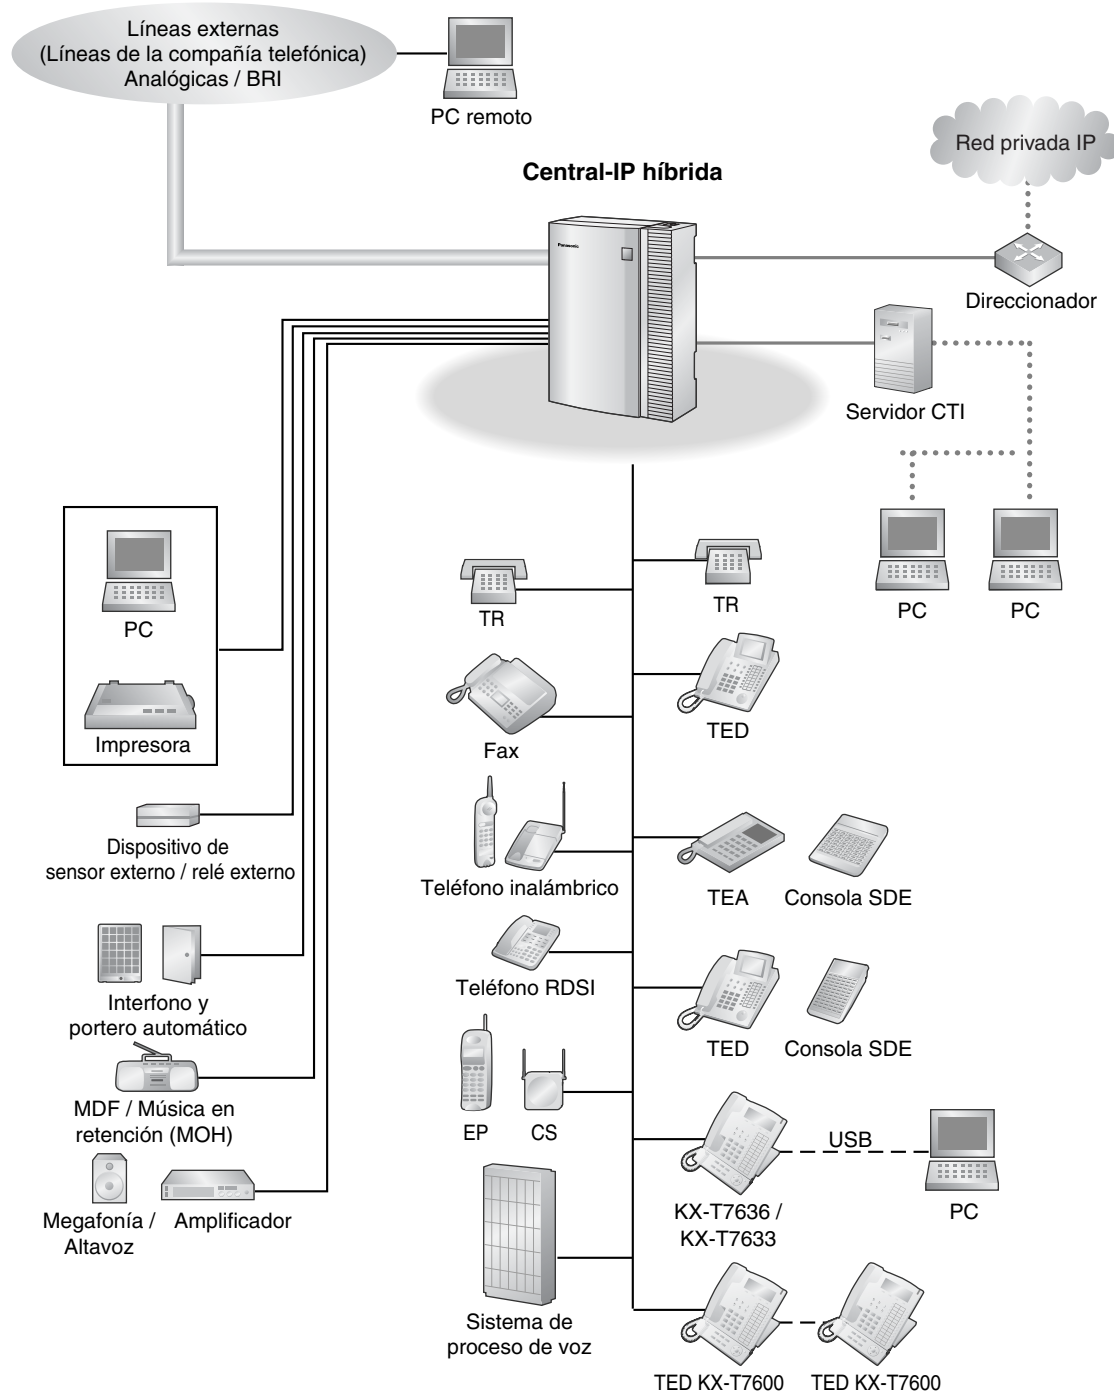 Líneas externas
(Líneas de la compañía telefónica)
Analógicas / BRI
PC remoto
Red privada IP
Central-IP híbrida
Panasonic
Direccionador
Servidor CTI
PC
PC
PC
Impresora
Dispositivo de
sensor externo / relé externo
Interfono y
portero automático
MDF / Música en
retención (MOH)
Megafonía /
Altavoz
Amplificador
TR
TR
Fax
TED
Teléfono inalámbrico
TEA
Consola SDE
Teléfono RDSI
TED
Consola SDE
EP
CS
USB
KX-T7636 /
KX-T7633
PC
Sistema de
proceso de voz
TED KX-T7600
TED KX-T7600